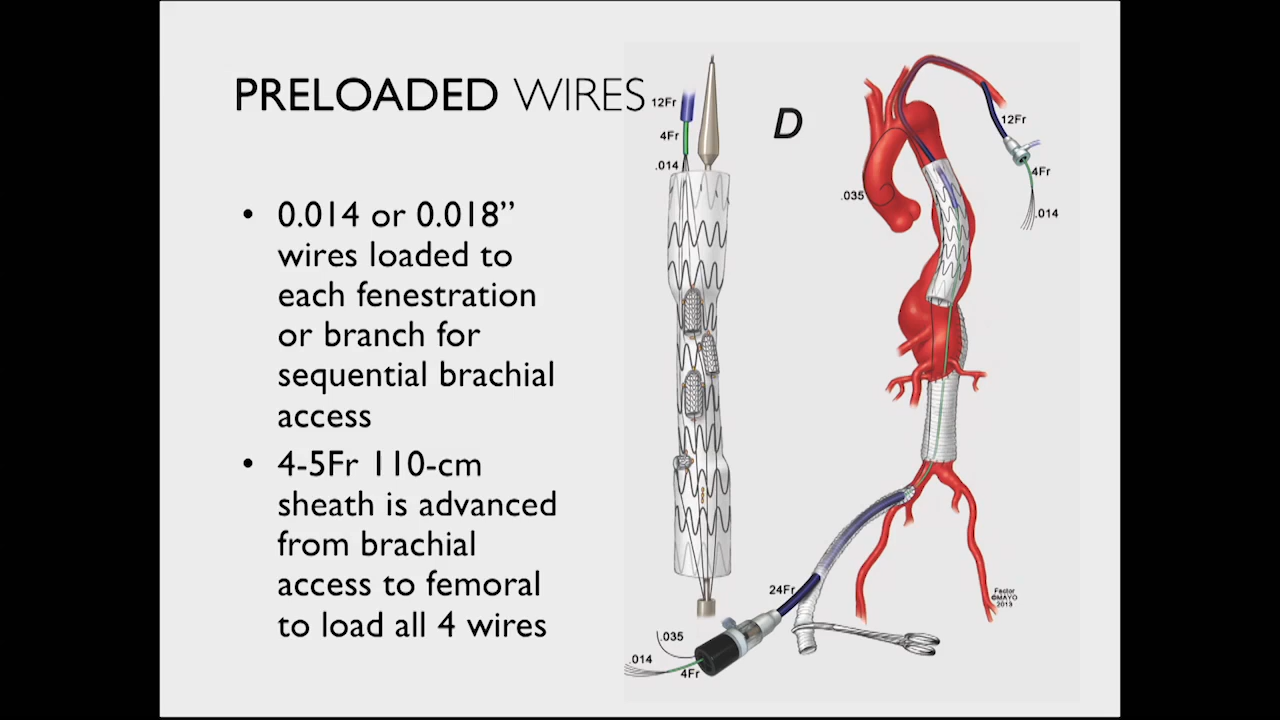 PRELOADED WIRES
• 0.014 or 0.018”
wires loaded to
each fenestration
or branch for
sequential brachial
access
• 4-5Fr 110-cm
sheath is advanced
from brachial
access to femoral
to load all 4 wires
12Fr
4Fr
.014
D
12Fr
4Fr
.035
.014
24Fr
.035
.014
4Fr
Factor
©MAYO
2013